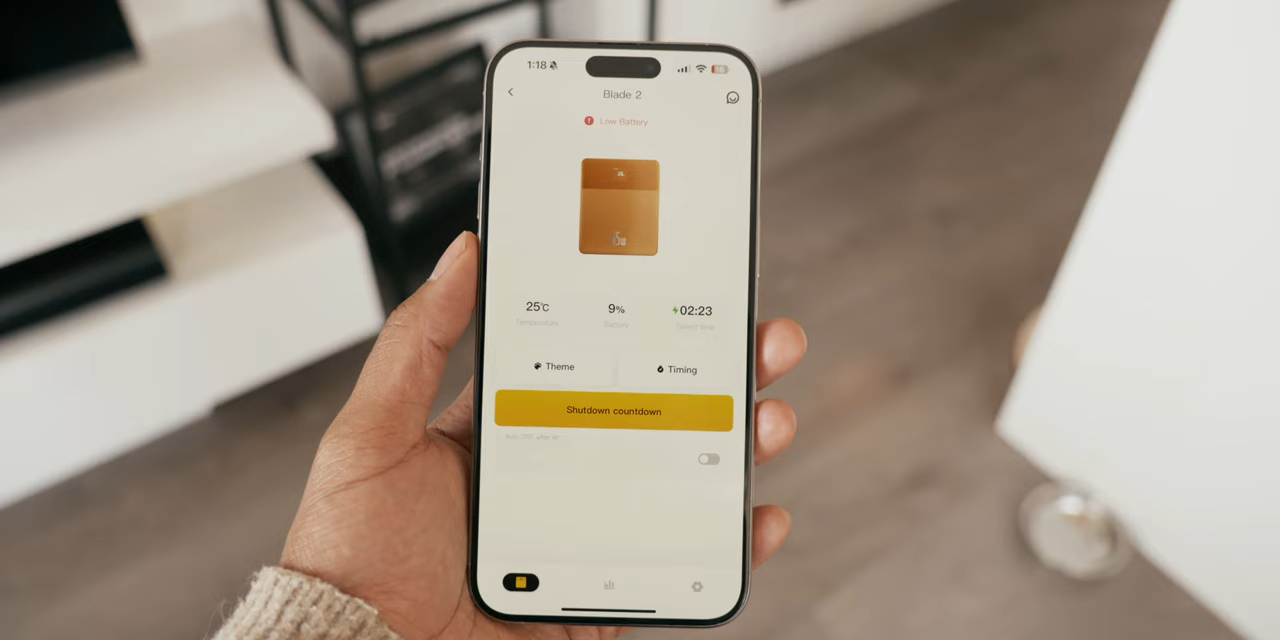 1:18
Blade 2
Low Battery
25℃ 9% 02:23
Temperature Battery
Theme Timing
Shutdown countdown